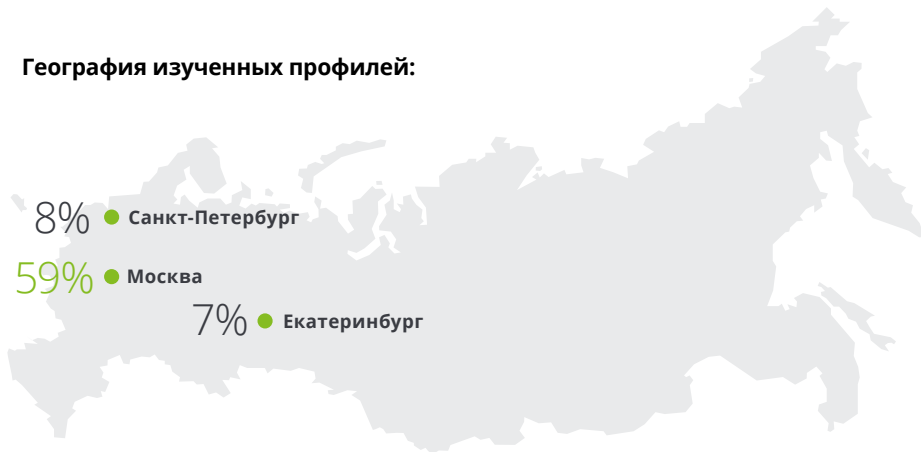 География изученных профилей:
8% Санкт-Петербург
59% Москва
7% Екатеринбург